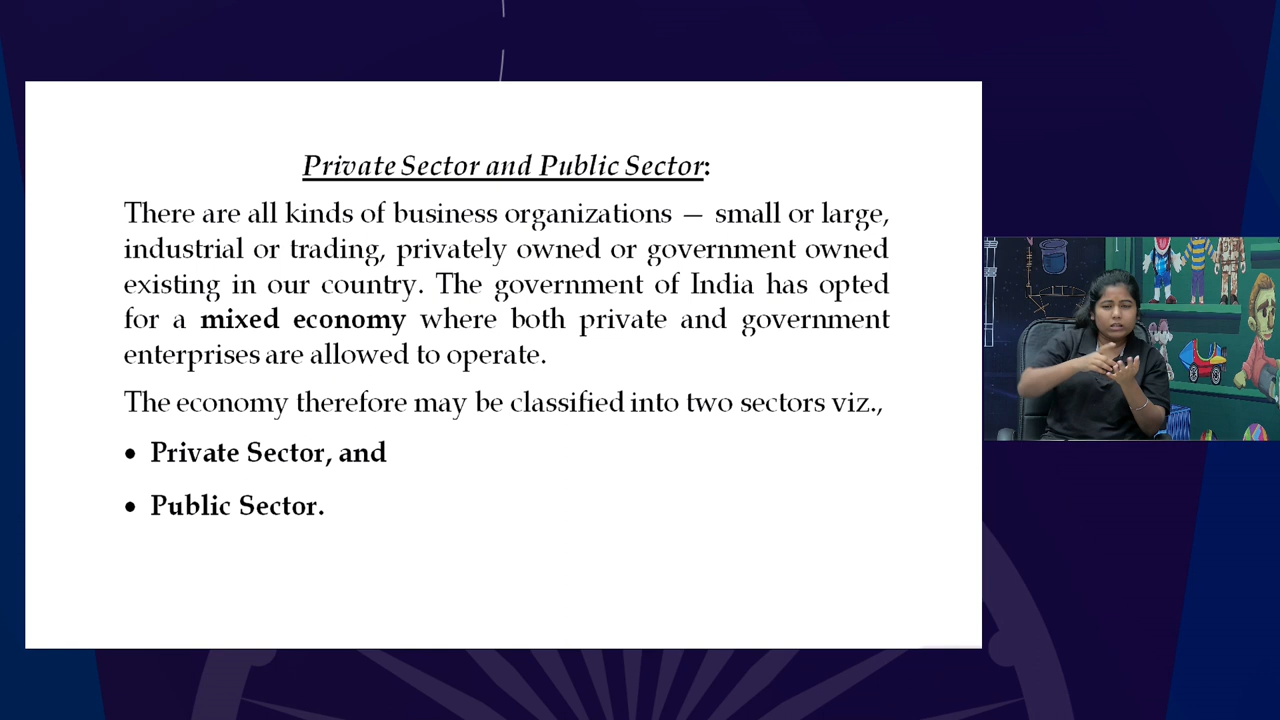 Private Sector and Public Sector:
There are all kinds of business organizations — small or large,
industrial or trading, privately owned or government owned
existing in our country. The government of India has opted
for a mixed economy where both private and government
enterprises are allowed to operate.
The economy therefore may be classified into two sectors viz.,
• Private Sector, and
• Public Sector.